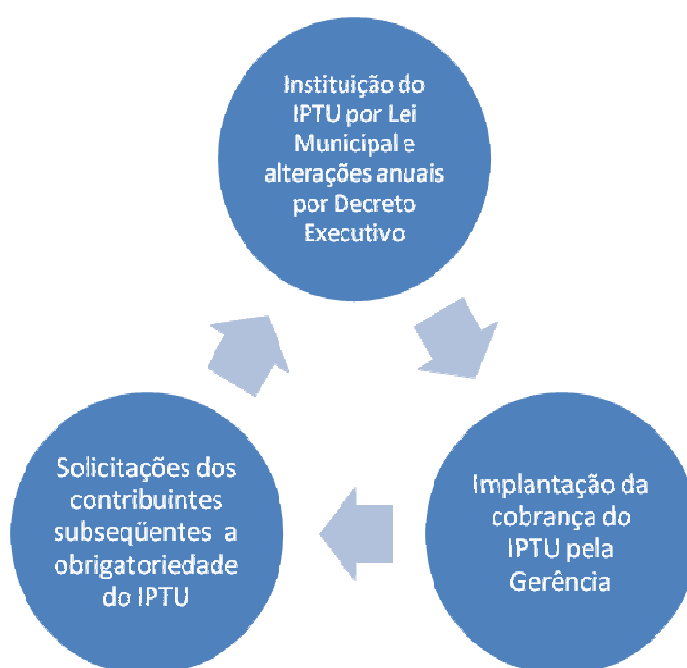 Instituição do
IPTU por Lei
Municipal e
alterações anuais
por Decreto
Executivo
Implantação da
cobrança do
IPTU pela
Gerência
Solicitações dos
contribuintes
subseqüentes a
obrigatoriedade
do IPTU